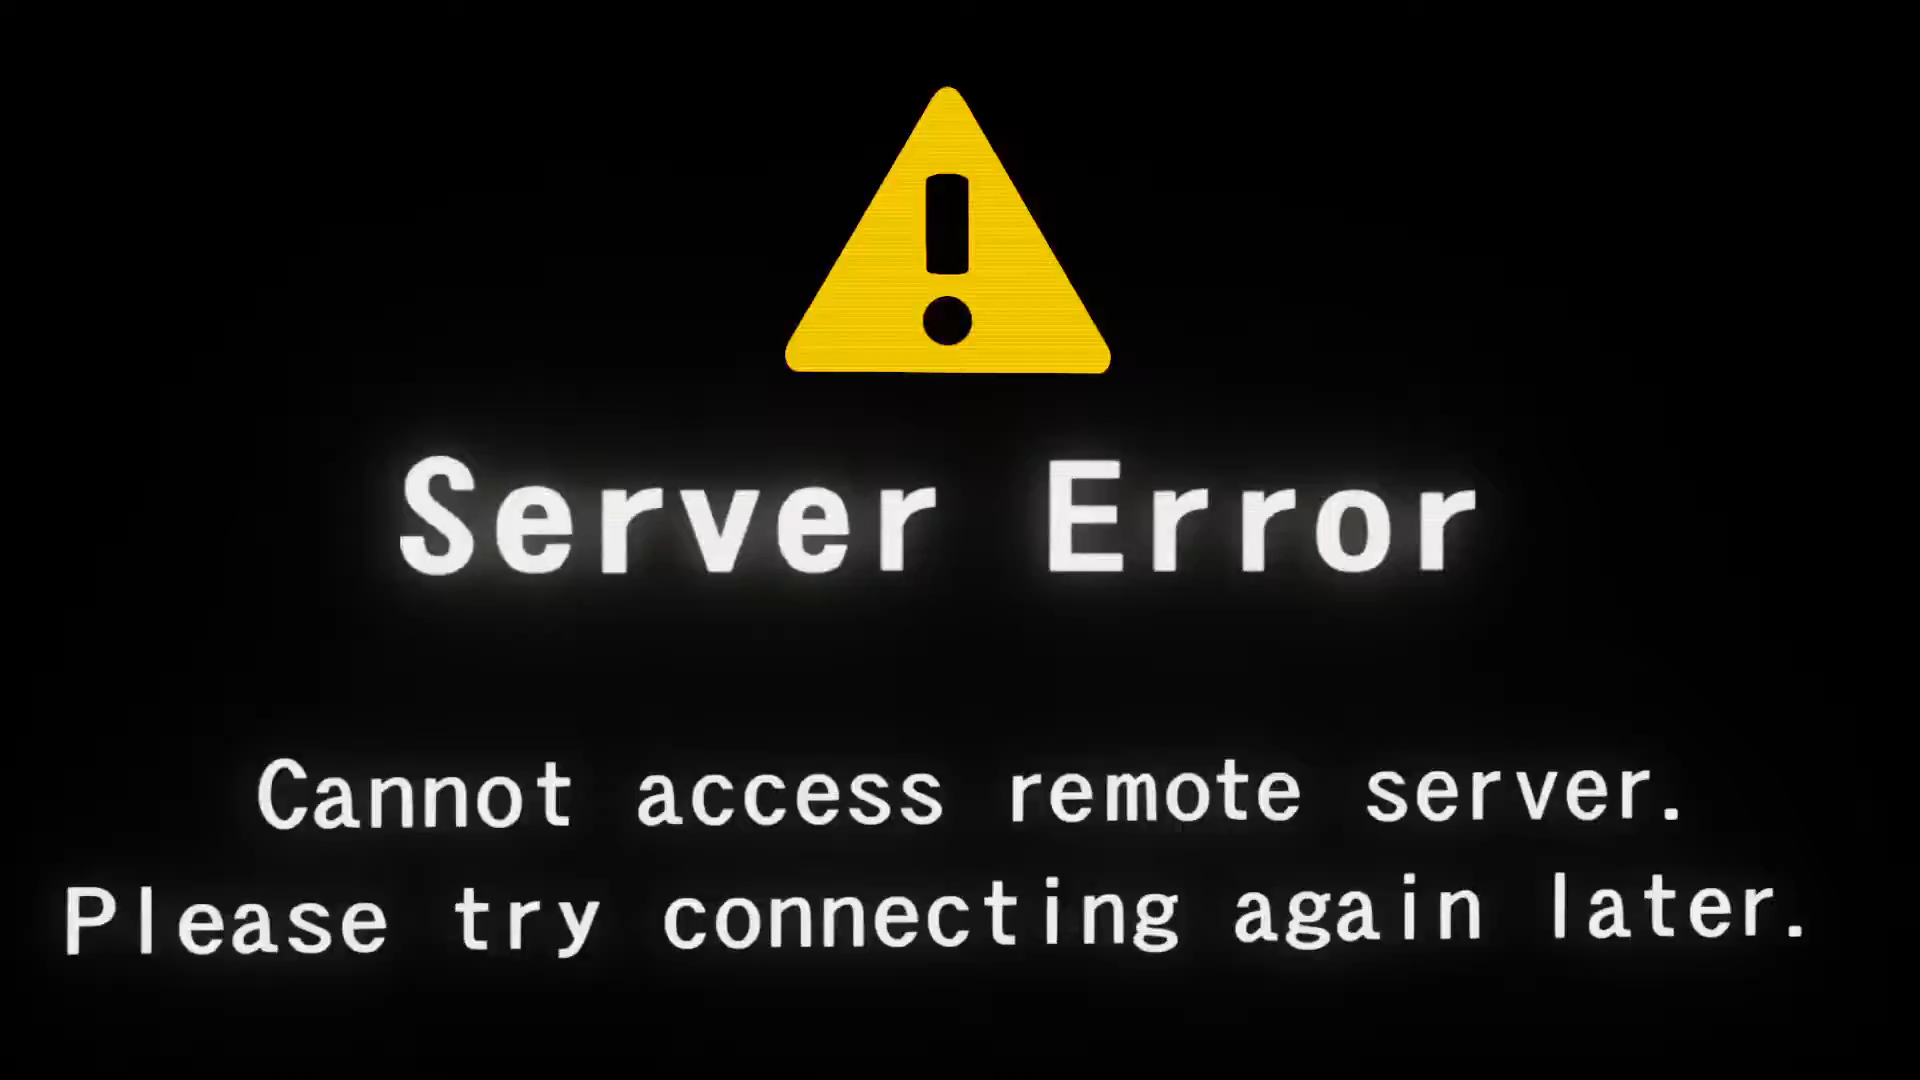 Server Error
Cannot access remote server.
Please try connecting again later.